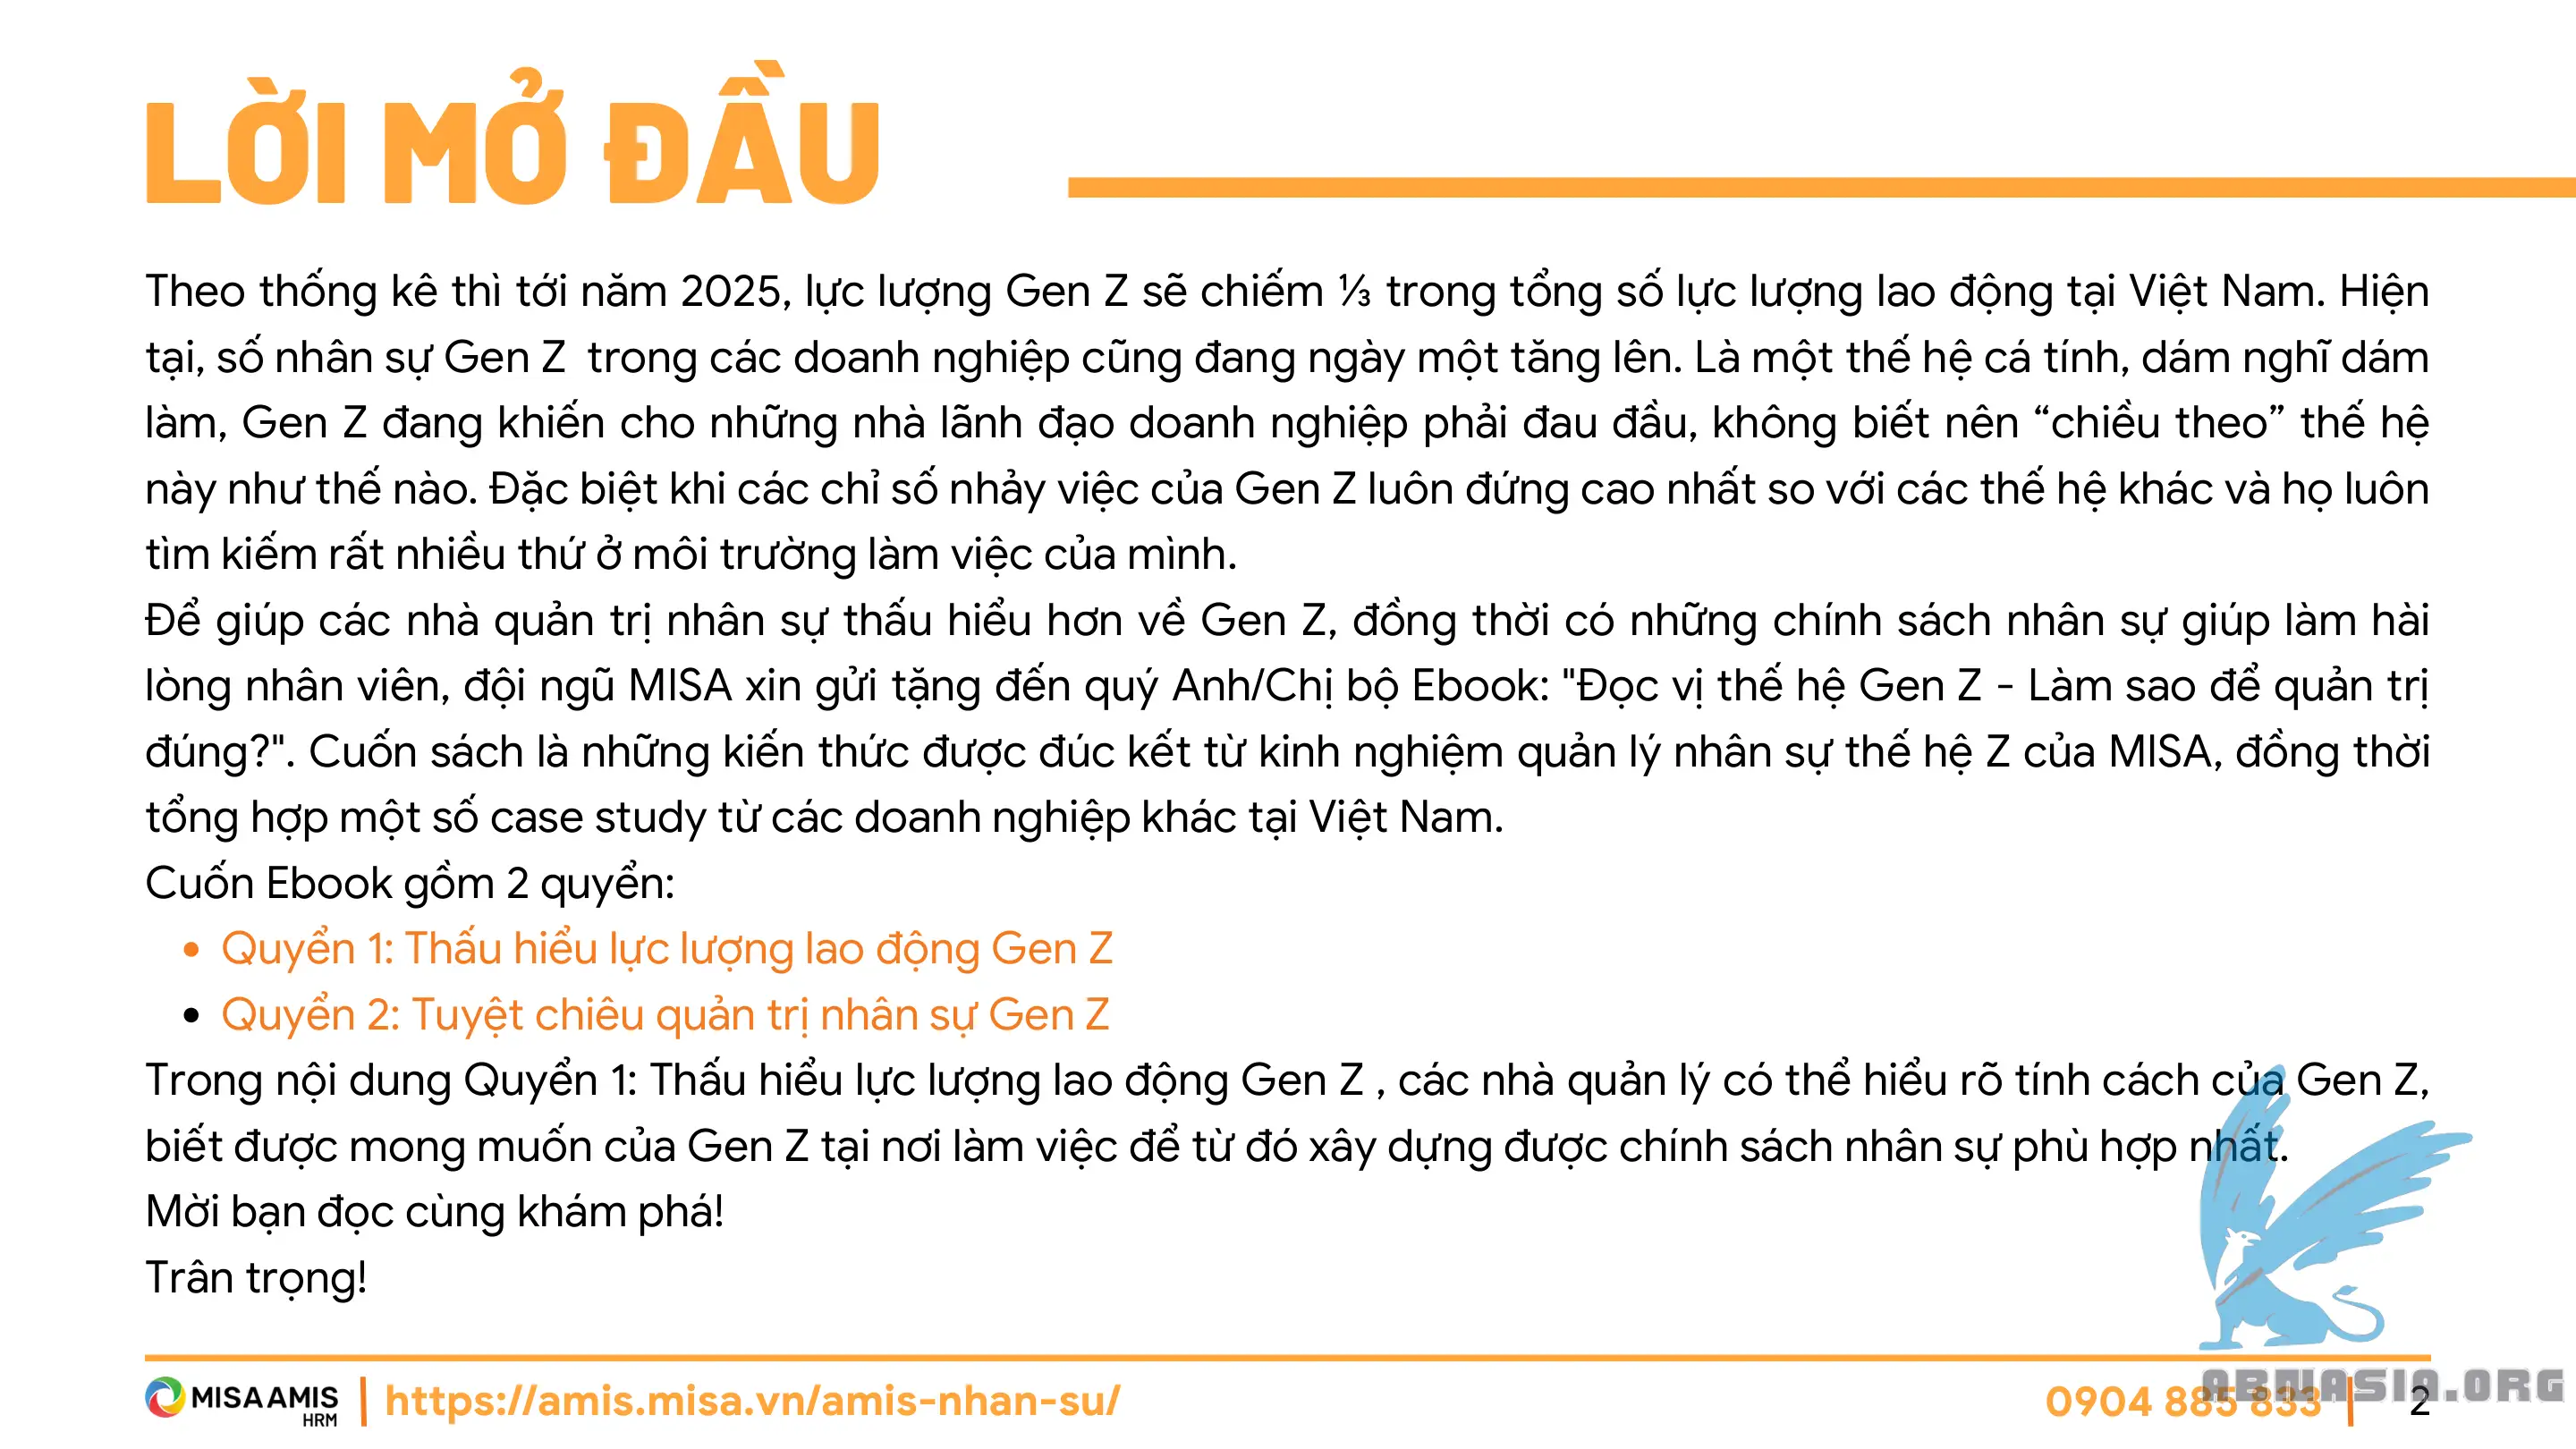 LỜI MỞ ĐẦU
Theo thống kê thì tới năm 2025, lực lượng Gen Z sẽ chiếm ⅓ trong tổng số lực lượng lao động tại Việt Nam. Hiện
tại, số nhân sự Gen Z  trong các doanh nghiệp cũng đang ngày một tăng lên. Là một thế hệ cá tính, dám nghĩ dám
làm, Gen Z đang khiến cho những nhà lãnh đạo doanh nghiệp phải đau đầu, không biết nên “chiều theo” thế hệ
này như thế nào. Đặc biệt khi các chỉ số nhảy việc của Gen Z luôn đứng cao nhất so với các thế hệ khác và họ luôn
tìm kiếm rất nhiều thứ ở môi trường làm việc của mình.
Để giúp các nhà quản trị nhân sự thấu hiểu hơn về Gen Z, đồng thời có những chính sách nhân sự giúp làm hài
lòng nhân viên, đội ngũ MISA xin gửi tặng đến quý Anh/Chị bộ Ebook: "Đọc vị thế hệ Gen Z - Làm sao để quản trị
đúng?". Cuốn sách là những kiến thức được đúc kết từ kinh nghiệm quản lý nhân sự thế hệ Z của MISA, đồng thời
tổng hợp một số case study từ các doanh nghiệp khác tại Việt Nam.
Cuốn Ebook gồm 2 quyển:
• Quyển 1: Thấu hiểu lực lượng lao động Gen Z
• Quyển 2: Tuyệt chiêu quản trị nhân sự Gen Z
Trong nội dung Quyển 1: Thấu hiểu lực lượng lao động Gen Z , các nhà quản lý có thể hiểu rõ tính cách của Gen Z,
biết được mong muốn của Gen Z tại nơi làm việc để từ đó xây dựng được chính sách nhân sự phù hợp nhất.
Mời bạn đọc cùng khám phá!
Trân trọng!
MISA AMIS
HRM
https://amis.misa.vn/amis-nhan-su/
0904 885 833
2
ABMASIA.ORG